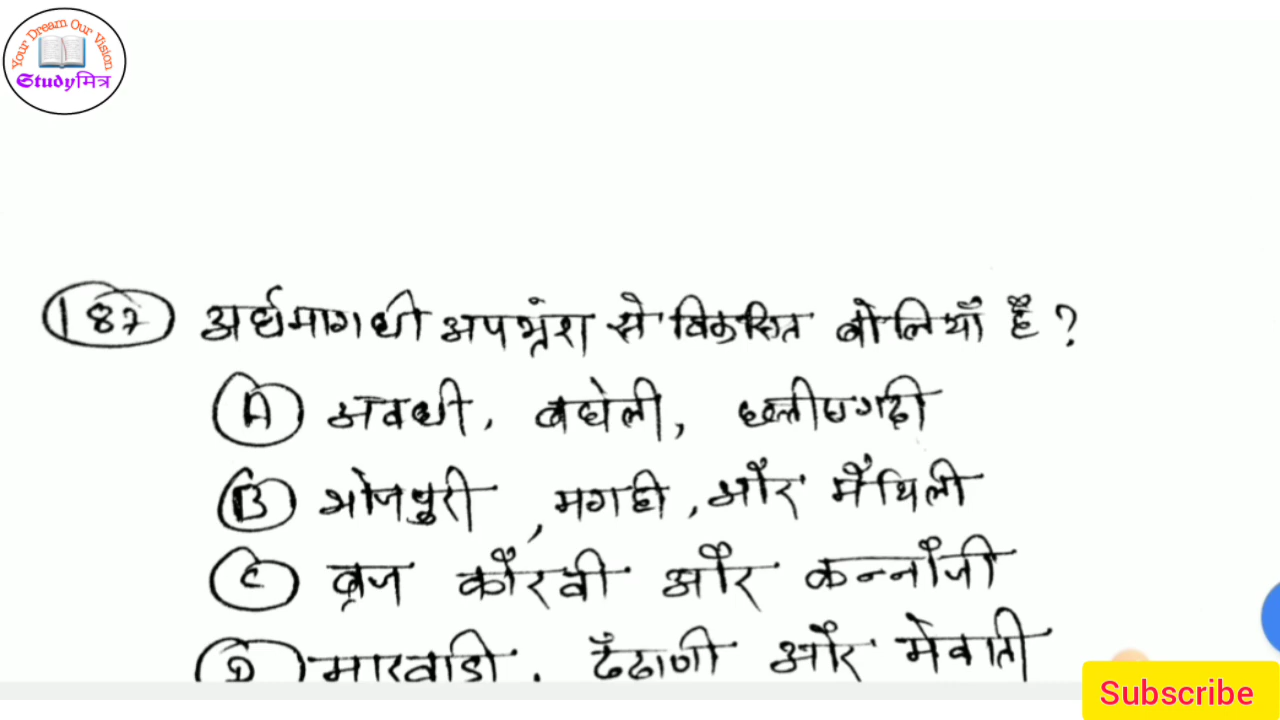 Your Dream Our Vision
Studyमित्र
187 अर्धमागधी अपभ्रंश से विकसित बोलियाँ हैं ?
A अवधी, बघेली, छत्तीसगढी
B भोजपुरी, मगही, और मैथिली
C ब्रज कौरवी और कन्नौजी
D मारवाडी, ढुँढाणी और मेवाती
Subscribe